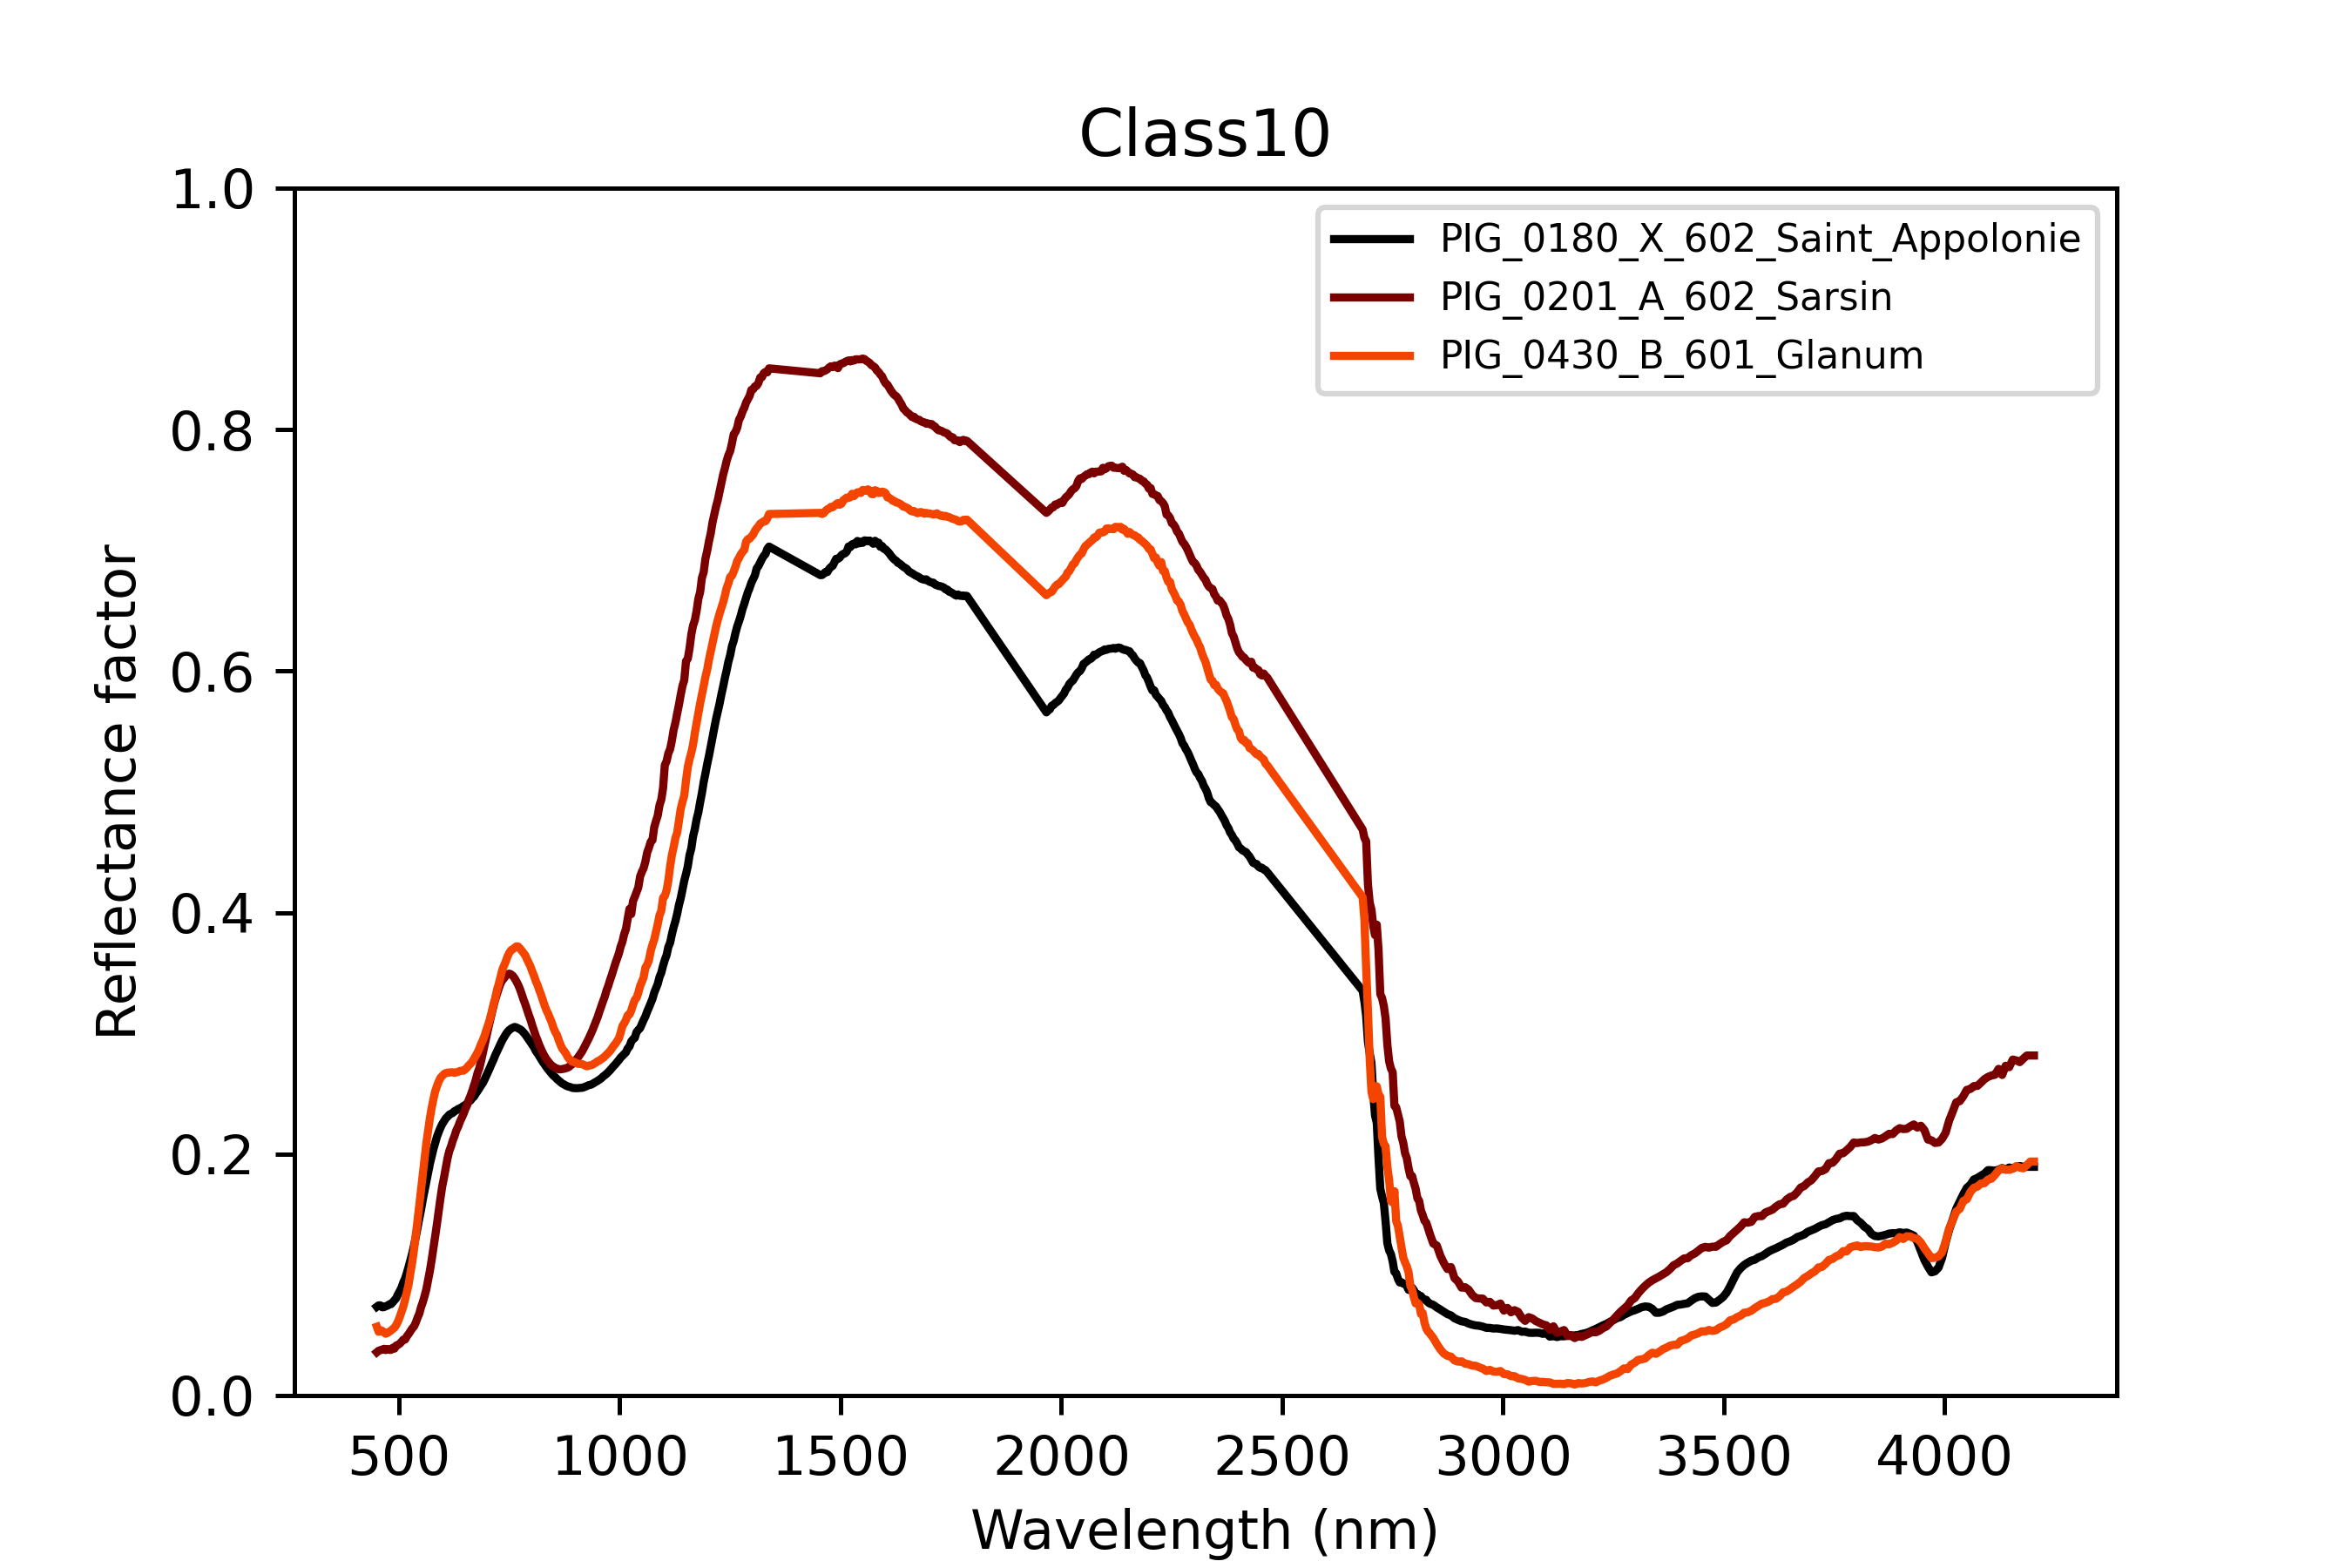 Class10
PIG_0180_X_602_Saint_Appolonie
PIG_0201_A_602_Sarsin
PIG_0430_B_601_Glanum
Reflectance factor
1.0
0.8
0.6
0.4
0.2
0.0
500 1000 1500 2000 2500 3000 3500 4000
Wavelength (nm)